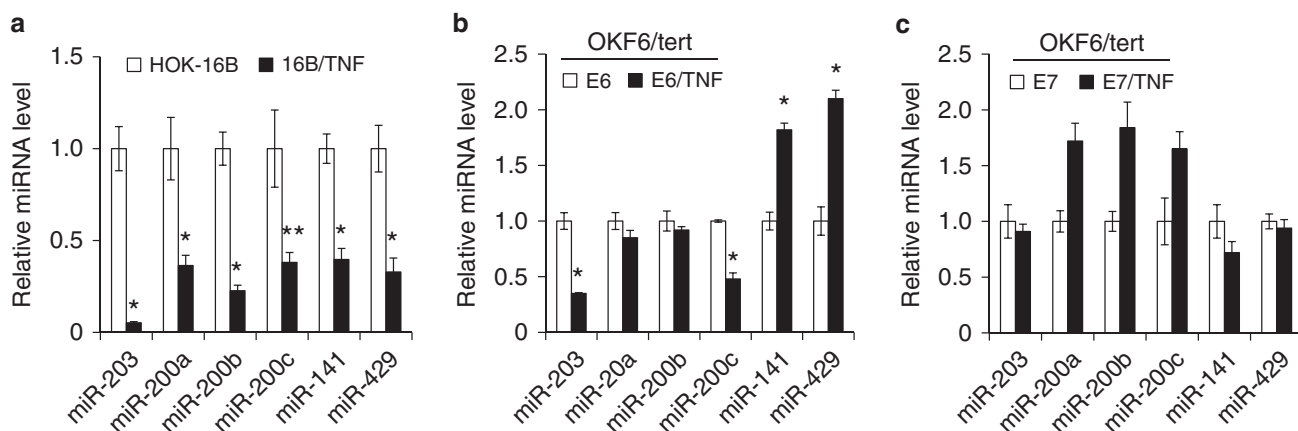 a
1.5
HOK-16B 16B/TNF
Relative miRNA level
1.0
0.5
0
*
*
*
**
*
*
miR-203
miR-200a
miR-200b
miR-200c
miR-141
miR-429
b
OKF6/tert
2.5
E6 E6/TNF
Relative miRNA level
2.0
1.5
1.0
0.5
0
*
*
*
*
miR-203
miR-20a
miR-200b
miR-200c
miR-141
miR-429
c
OKF6/tert
2.5
E7 E7/TNF
Relative miRNA level
2.0
1.5
1.0
0.5
0
miR-203
miR-200a
miR-200b
miR-200c
miR-141
miR-429